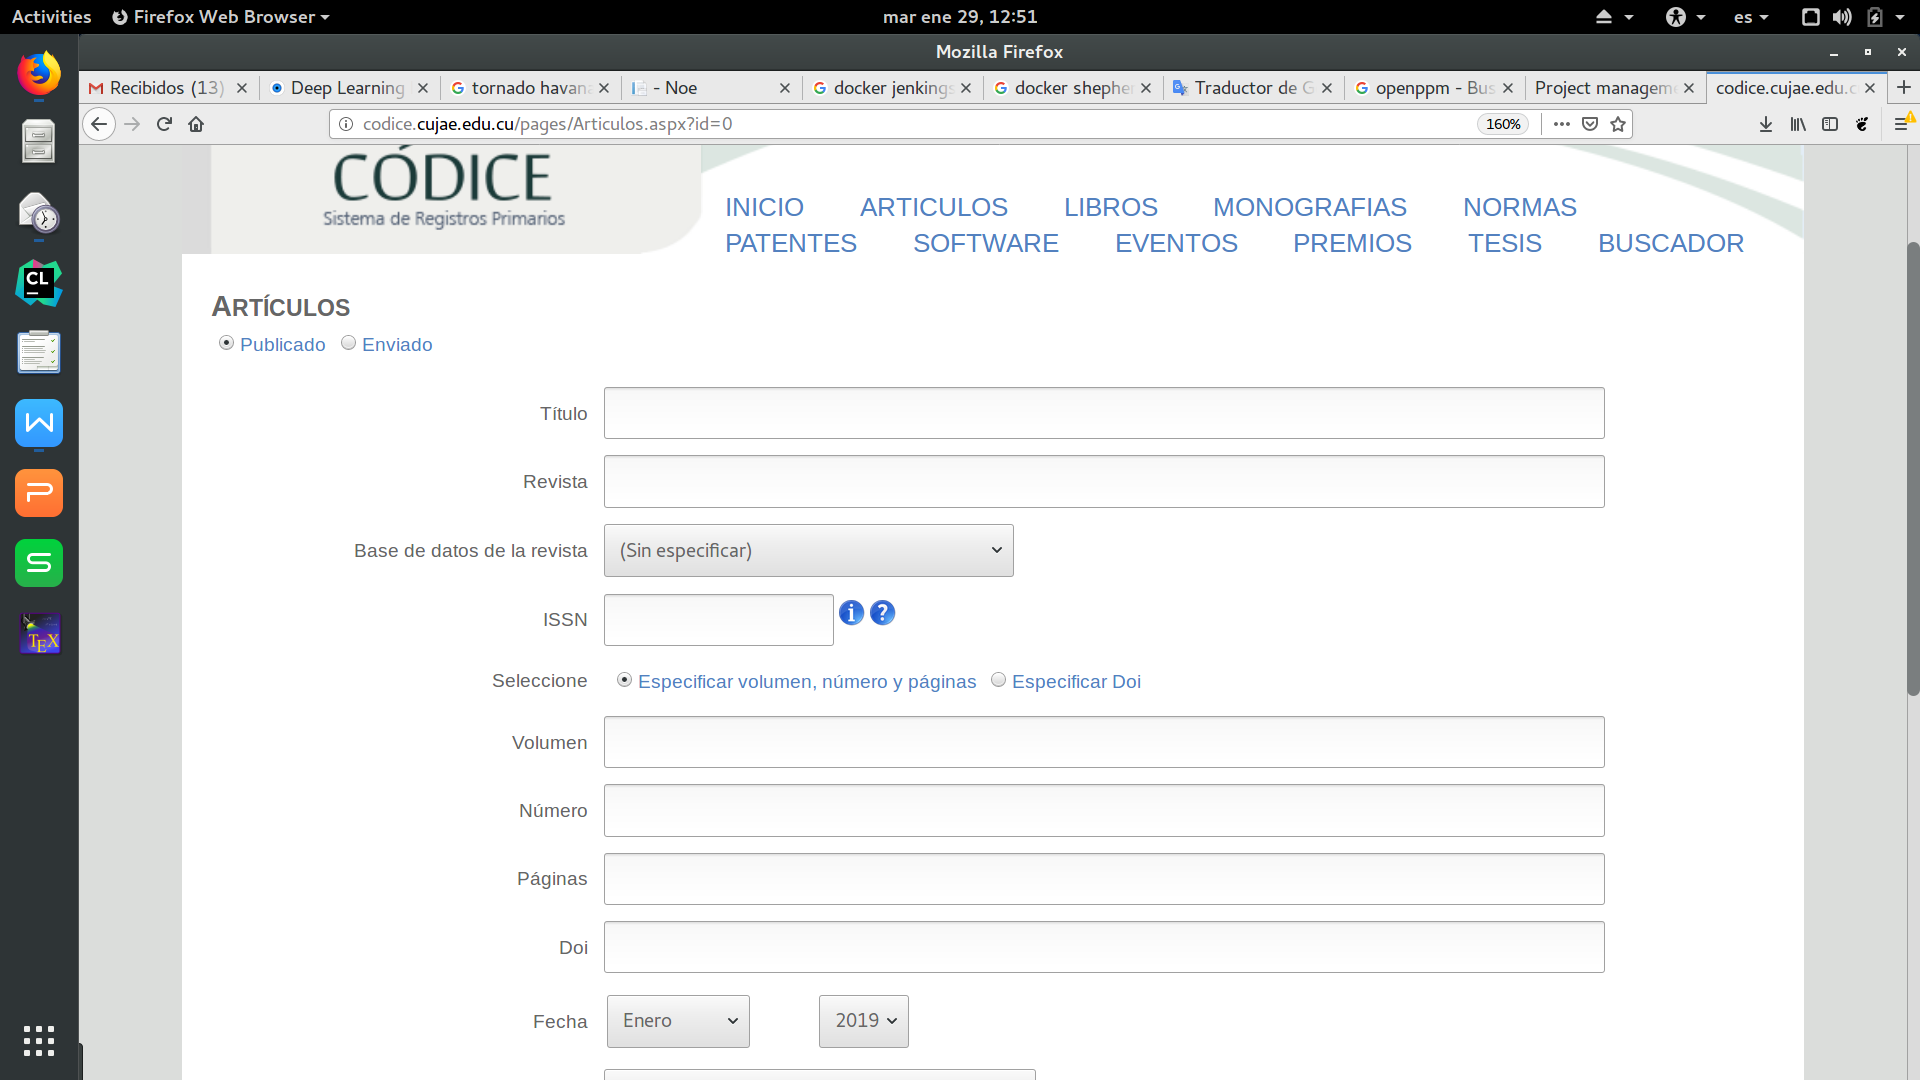 Activities Firefox Web Browser mar ene 29, 12:51 es
Mozilla Firefox
Recibidos (13) Deep Learning tornado havana - Noe docker jenkings docker shephe Traductor de G openppm - Bus Project managem codice.cujae.edu.c
codice.cujae.edu.cu/pages/Articulos.aspx?id=0 160%
CÓDICE
Sistema de Registros Primarios
INICIO ARTICULOS LIBROS MONOGRAFIAS NORMAS
PATENTES SOFTWARE EVENTOS PREMIOS TESIS BUSCADOR
ARTÍCULOS
Publicado Enviado
Título
Revista
Base de datos de la revista (Sin especificar)
ISSN
Seleccione Especificar volumen, número y páginas Especificar Doi
Volumen
Número
Páginas
Doi
Fecha Enero 2019